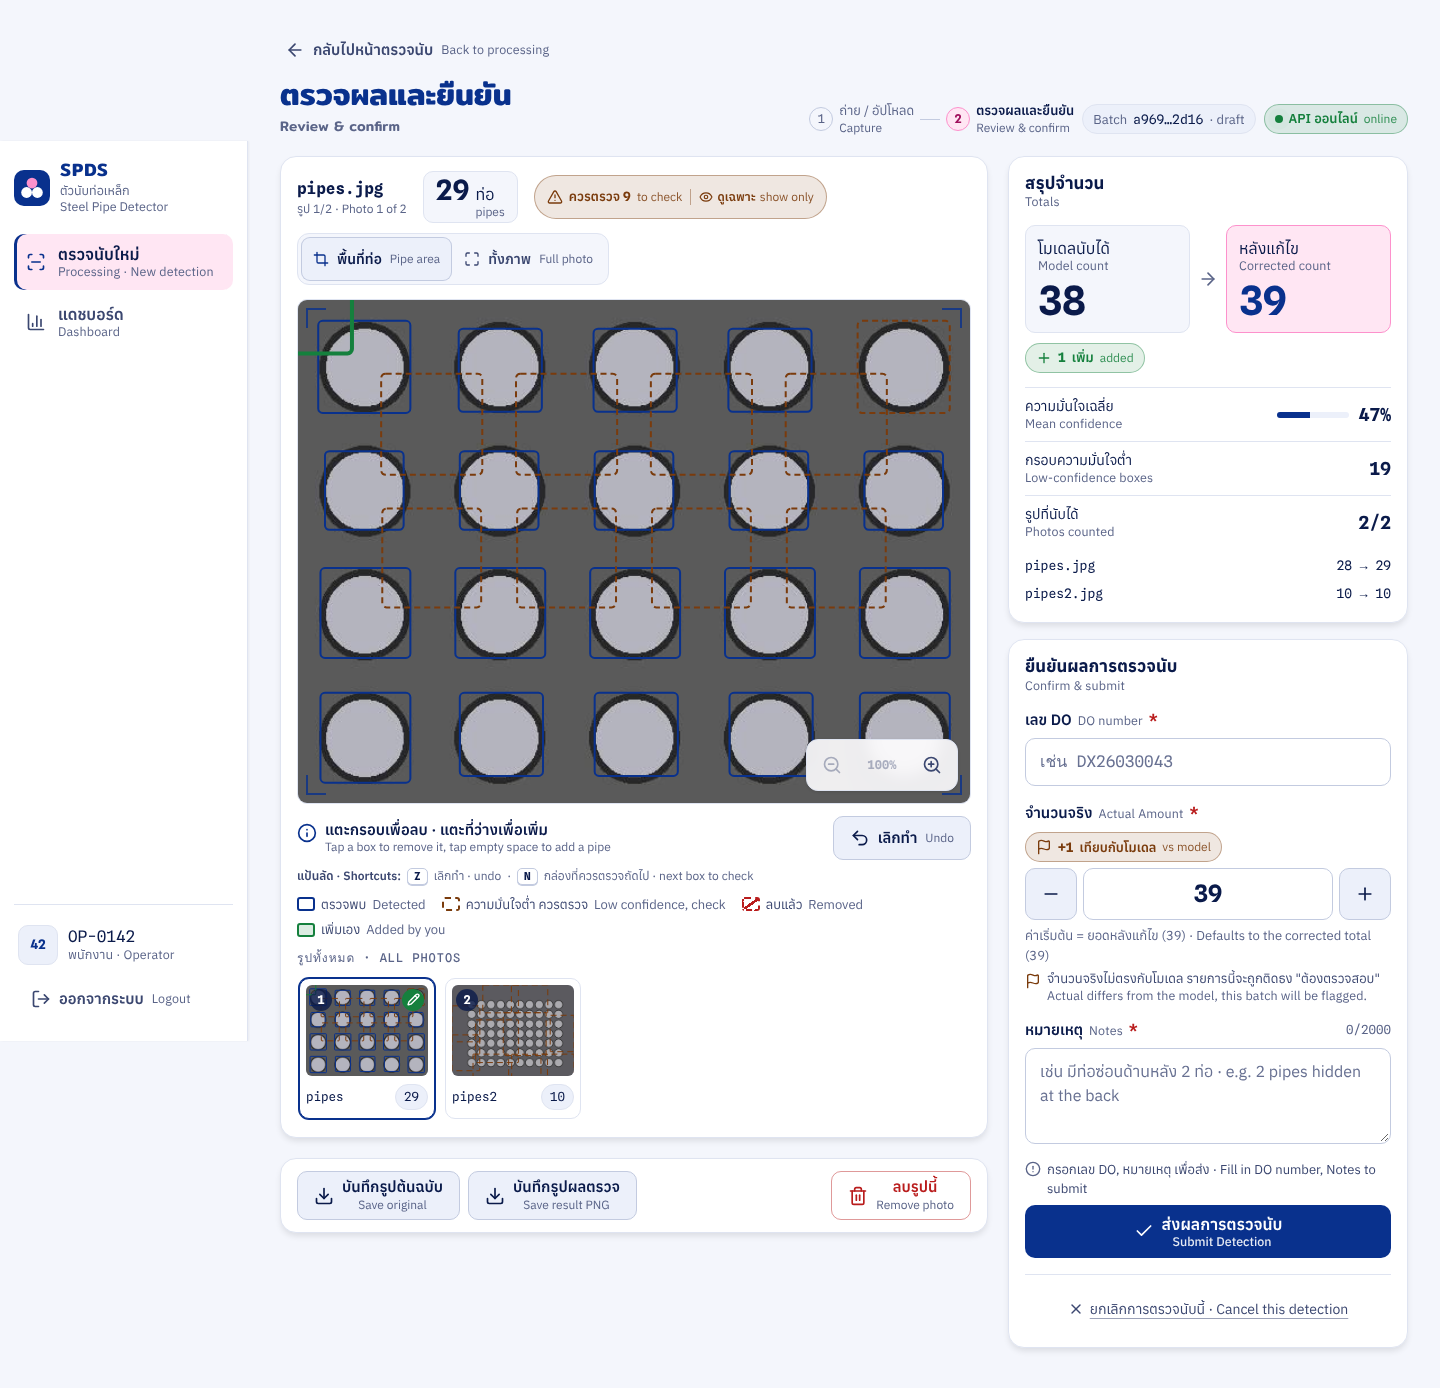 กลับไปหน้าตรวจนับ Back to processing
ตรวจผลและยืนยัน
Review & confirm
1 ถ่าย / อัปโหลด
Capture
2 ตรวจผลและยืนยัน
Review & confirm
Batch a969…2d16 · draft
API ออนไลน์ online
SPDS
ตัวนับท่อเหล็ก
Steel Pipe Detector
ตรวจนับใหม่
Processing · New detection
แดชบอร์ด
Dashboard
42
OP-0142
พนักงาน · Operator
ออกจากระบบ Logout
pipes.jpg
รูป 1/2 · Photo 1 of 2
29 ท่อ
pipes
ควรตรวจ 9 to check
ดูเฉพาะ show only
พื้นที่ท่อ Pipe area
ทั้งภาพ Full photo
100%
แตะกรอบเพื่อลบ · แตะที่ว่างเพื่อเพิ่ม
Tap a box to remove it, tap empty space to add a pipe
เลิกทำ Undo
แป้นลัด · Shortcuts: Z เลิกทำ · undo · N กล่องที่ควรตรวจถัดไป · next box to check
ตรวจพบ Detected
ความมั่นใจต่ำ ควรตรวจ Low confidence, check
ลบแล้ว Removed
เพิ่มเอง Added by you
รูปทั้งหมด · ALL PHOTOS
1
pipes 29
2
pipes2 10
บันทึกรูปต้นฉบับ
Save original
บันทึกรูปผลตรวจ
Save result PNG
ลบรูปนี้
Remove photo
สรุปจำนวน
Totals
โมเดลนับได้
Model count
38
หลังแก้ไข
Corrected count
39
1 เพิ่ม added
ความมั่นใจเฉลี่ย
Mean confidence
47%
กรอบความมั่นใจต่ำ
Low-confidence boxes
19
รูปที่นับได้
Photos counted
2/2
pipes.jpg 28 → 29
pipes2.jpg 10 → 10
ยืนยันผลการตรวจนับ
Confirm & submit
เลข DO DO number *
เช่น DX26030043
จำนวนจริง Actual Amount *
+1 เทียบกับโมเดล vs model
− 39 +
ค่าเริ่มต้น = ยอดหลังแก้ไข (39) · Defaults to the corrected total
(39)
จำนวนจริงไม่ตรงกับโมเดล รายการนี้จะถูกติดธง "ต้องตรวจสอบ"
Actual differs from the model, this batch will be flagged.
หมายเหตุ Notes * 0/2000
เช่น มีท่อซ่อนด้านหลัง 2 ท่อ · e.g. 2 pipes hidden
at the back
กรอกเลข DO, หมายเหตุ เพื่อส่ง · Fill in DO number, Notes to
submit
ส่งผลการตรวจนับ
Submit Detection
ยกเลิกการตรวจนับนี้ · Cancel this detection